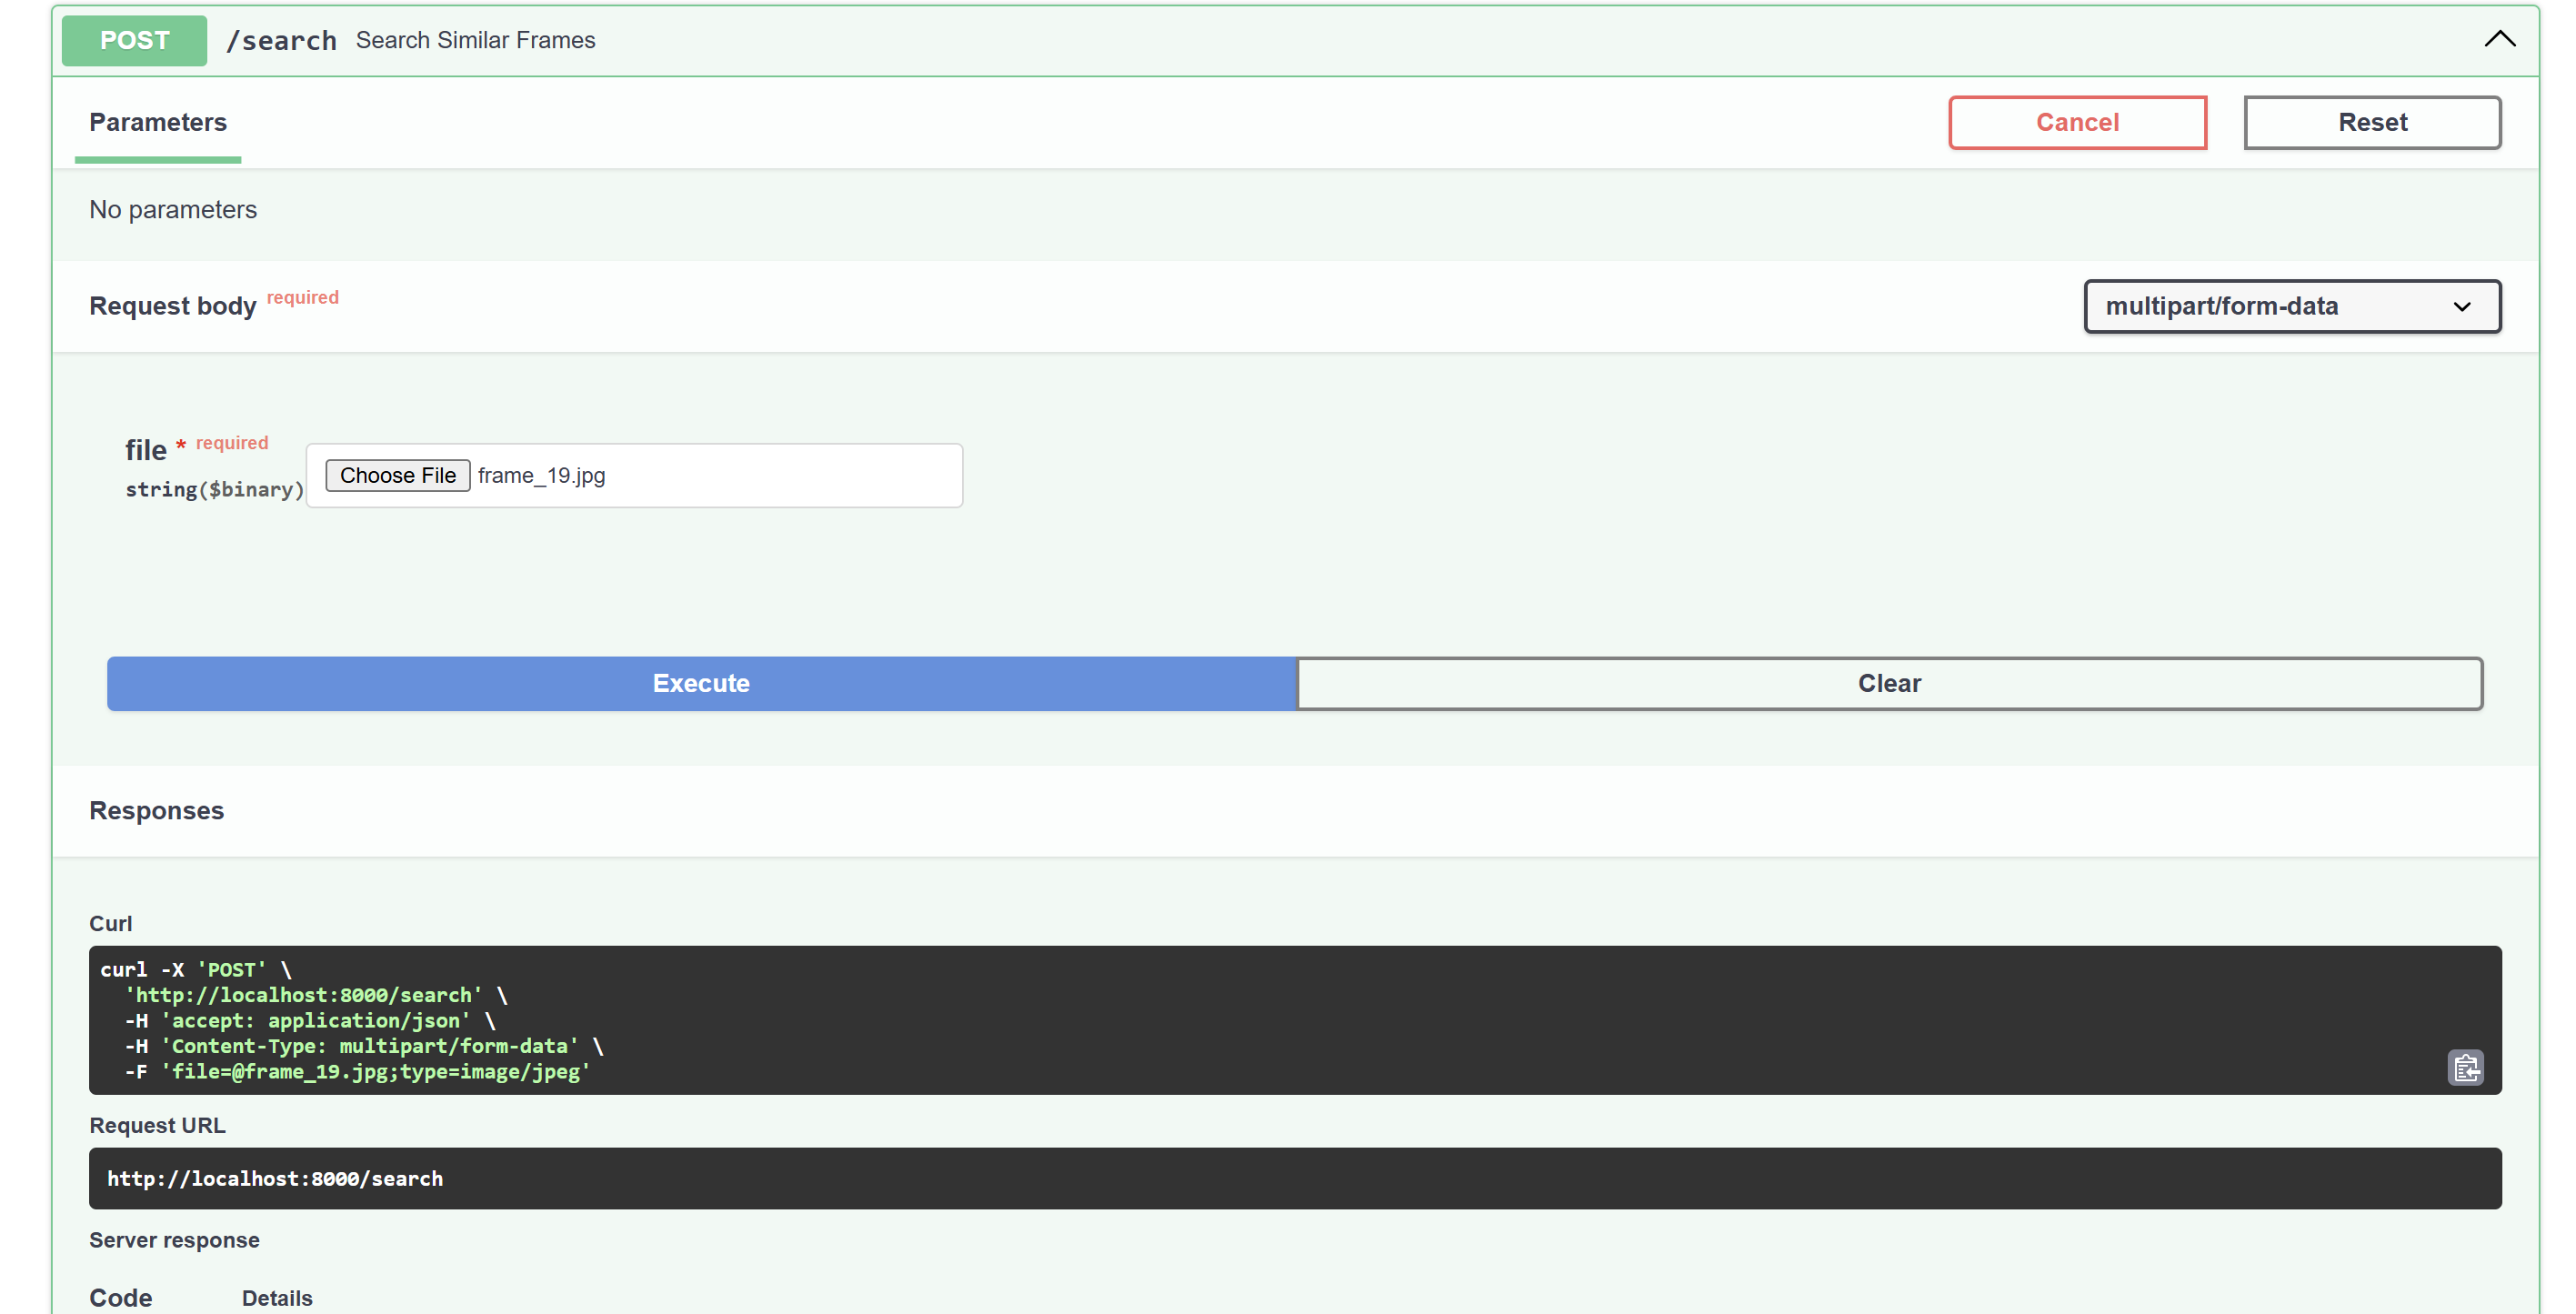 POST /search Search Similar Frames
Parameters
Cancel
Reset
No parameters
Request body required
multipart/form-data
file * required
string($binary)
Choose File frame_19.jpg
Execute
Clear
Responses
Curl
curl -X 'POST' \
  'http://localhost:8000/search' \
  -H 'accept: application/json' \
  -H 'Content-Type: multipart/form-data' \
  -F 'file=@frame_19.jpg;type=image/jpeg'
Request URL
http://localhost:8000/search
Server response
Code Details